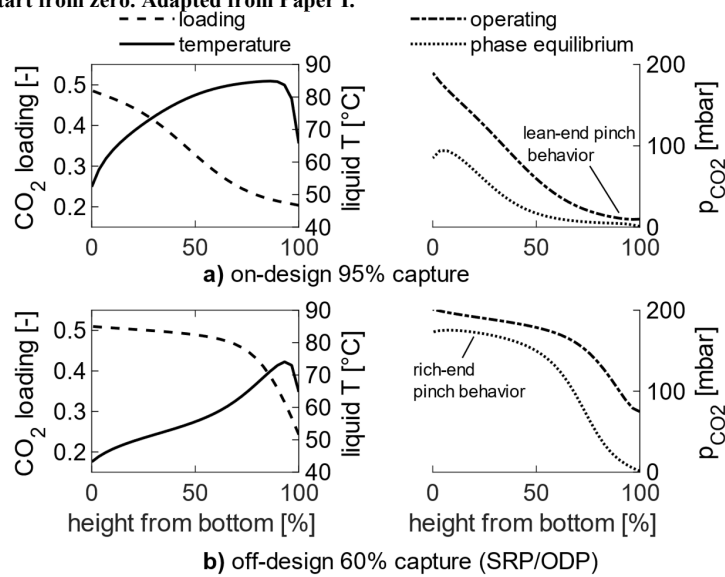 start from zero. Adapted from Paper I.
loading
temperature
operating
phase equilibrium
CO2 loading [-]
0.5
0.4
0.3
0.2
90
80
70
60
50
40
liquid T [°C]
0 50 100
lean-end pinch
behavior
200
100
0
pCO2 [mbar]
0 50 100
a) on-design 95% capture
CO2 loading [-]
0.5
0.4
0.3
0.2
90
80
70
60
50
40
liquid T [°C]
0 50 100
height from bottom [%]
rich-end
pinch behavior
200
100
0
pCO2 [mbar]
0 50 100
height from bottom [%]
b) off-design 60% capture (SRP/ODP)